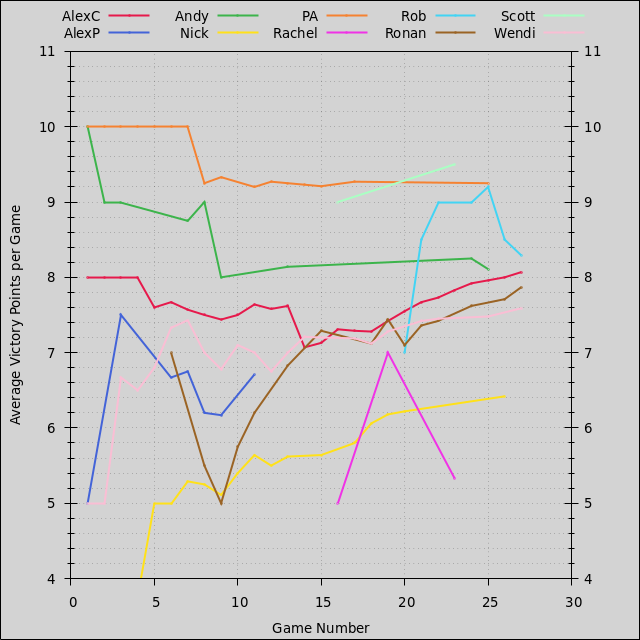 AlexC Andy PA Rob Scott
AlexP Nick Rachel Ronan Wendi
11 11
10 10
9 9
8 8
7 7
6 6
5 5
4 4
0 5 10 15 20 25 30
Average Victory Points per Game
Game Number